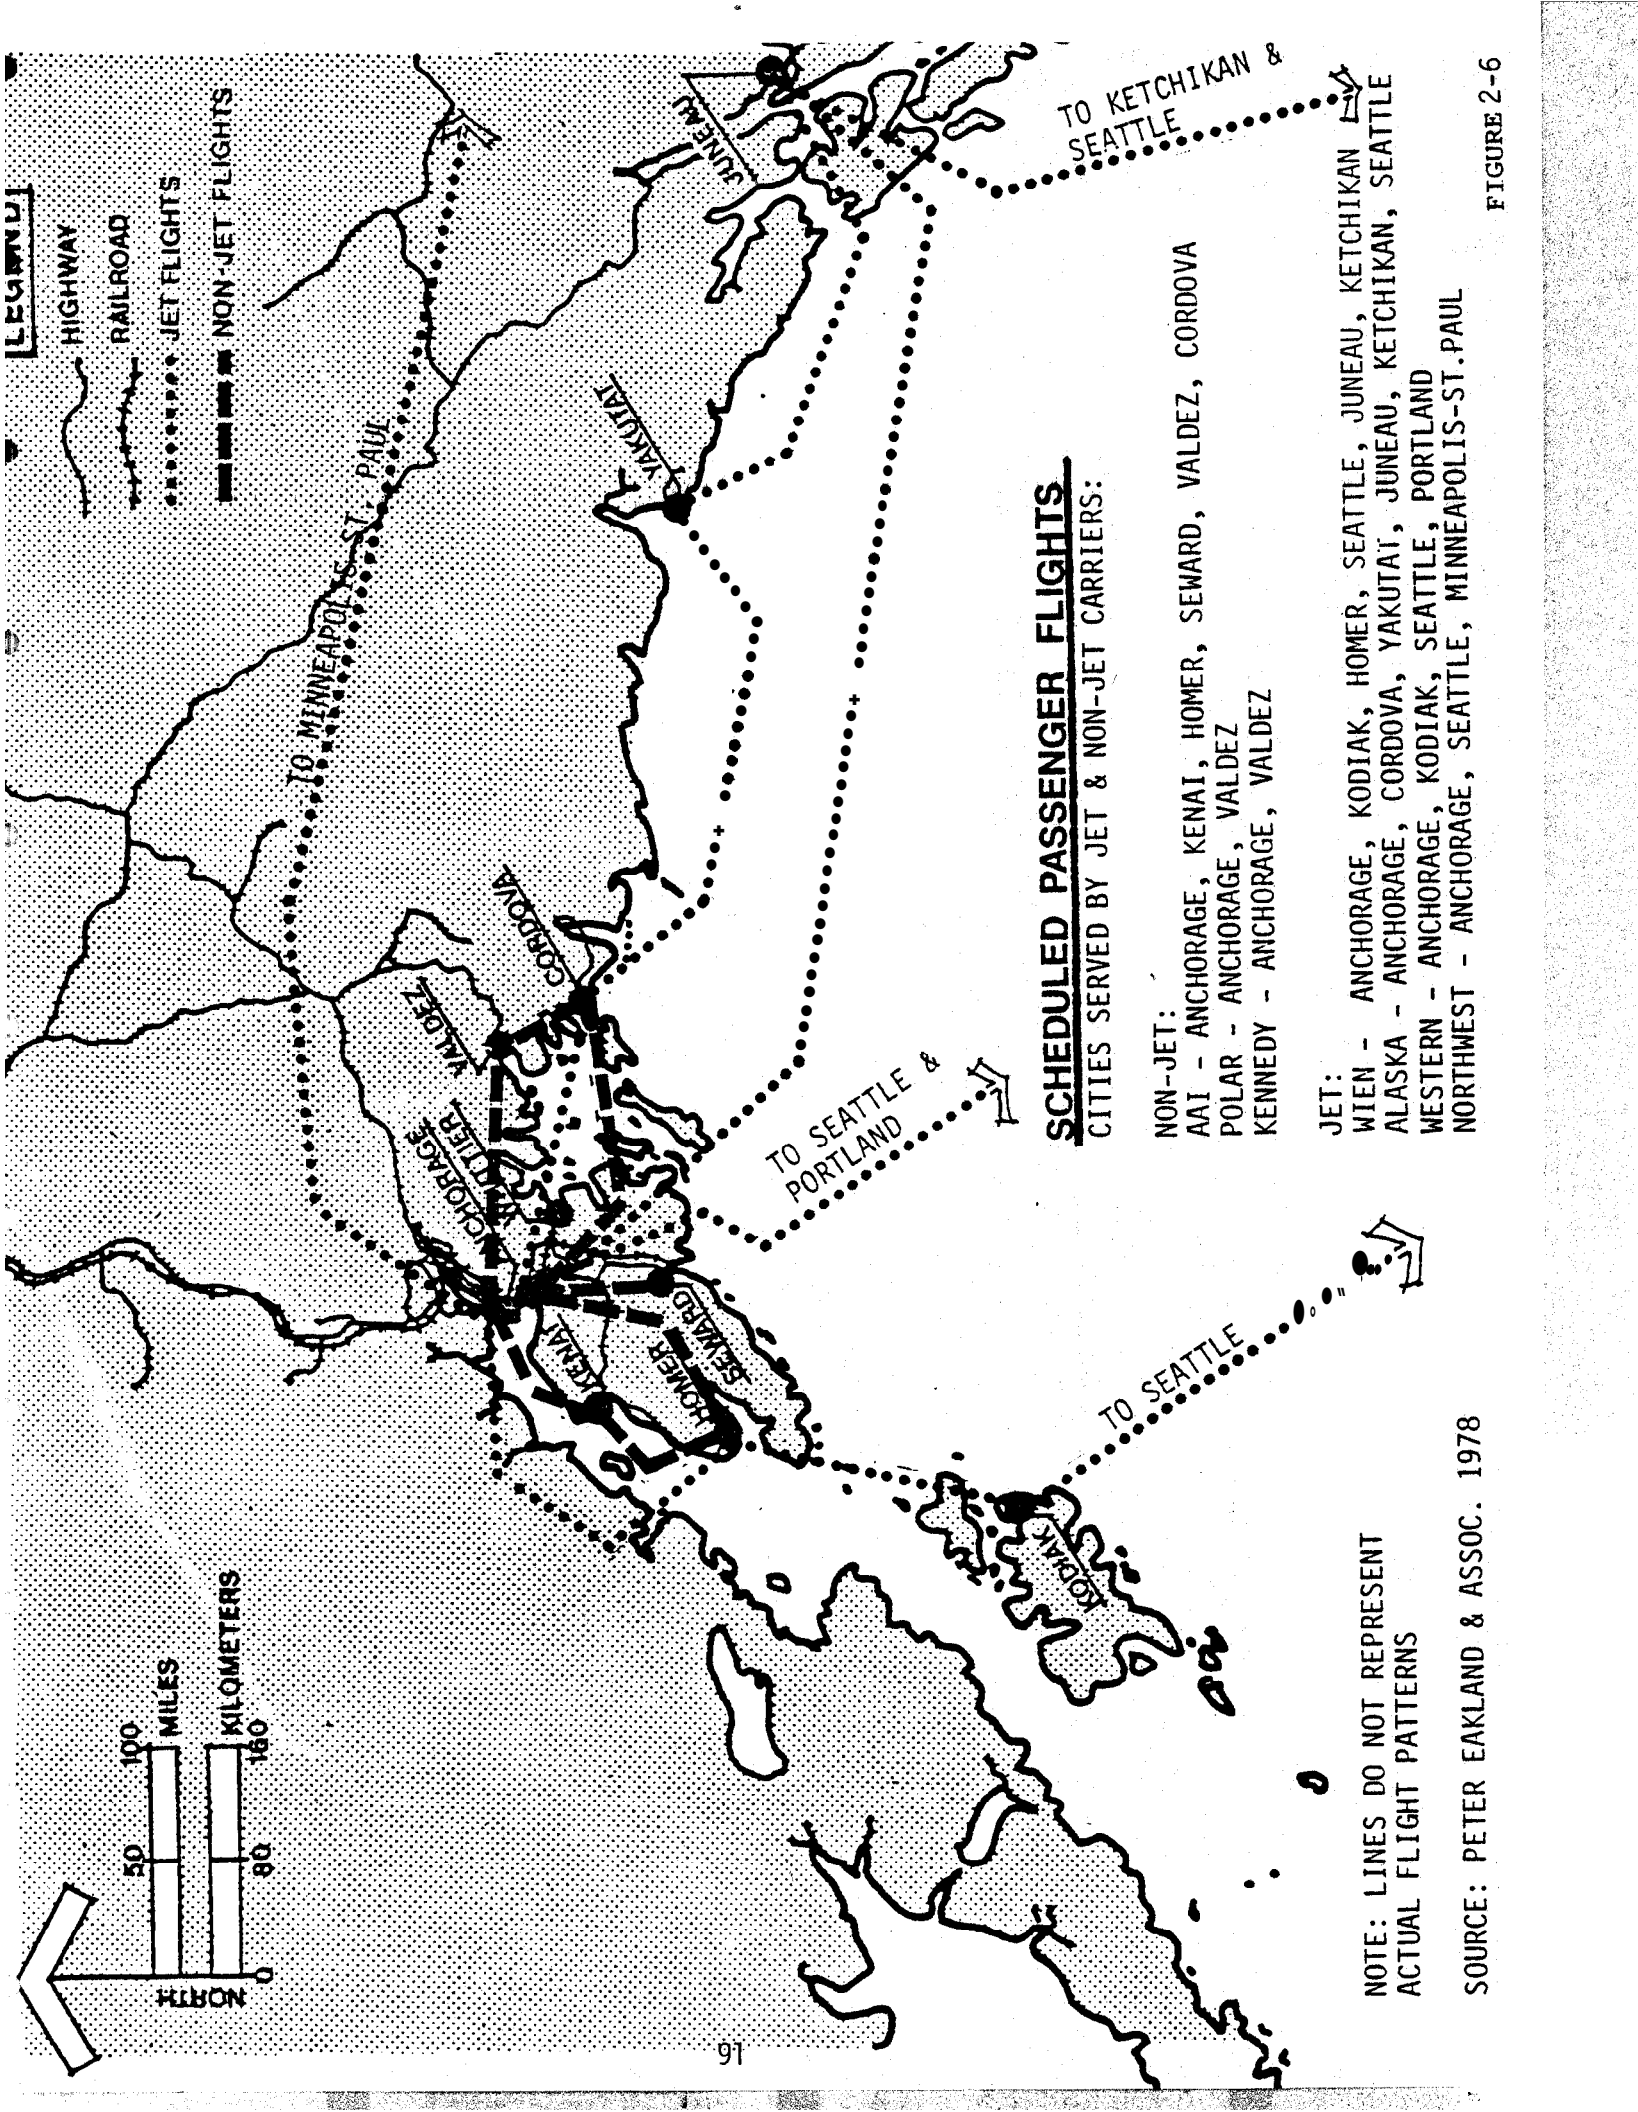 LEGEND
HIGHWAY
RAILROAD
JET FLIGHTS
NON-JET FLIGHTS
100
50
0
MILES
KILOMETERS
160
80
NORTH
TO MINNEAPOLIS ST. PAUL
JUNEAU
YAKUTAT
CORDOVA
VALDEZ
WHITTIER
ANCHORAGE
KENAI
HOMER
SEWARD
KODIAK
TO KETCHIKAN &
SEATTLE
TO SEATTLE &
PORTLAND
TO SEATTLE
SCHEDULED PASSENGER FLIGHTS
CITIES SERVED BY JET & NON-JET CARRIERS:
NON-JET:
AAI - ANCHORAGE, KENAI, HOMER, SEWARD, VALDEZ, CORDOVA
POLAR - ANCHORAGE, VALDEZ
KENNEDY - ANCHORAGE, VALDEZ
JET:
WIEN - ANCHORAGE, KODIAK, HOMER, SEATTLE, JUNEAU, KETCHIKAN
ALASKA - ANCHORAGE, CORDOVA, YAKUTAT, JUNEAU, KETCHIKAN, SEATTLE
WESTERN - ANCHORAGE, KODIAK, SEATTLE, PORTLAND
NORTHWEST - ANCHORAGE, SEATTLE, MINNEAPOLIS-ST.PAUL
NOTE: LINES DO NOT REPRESENT
ACTUAL FLIGHT PATTERNS
SOURCE: PETER EAKLAND & ASSOC. 1978
FIGURE 2-6
91